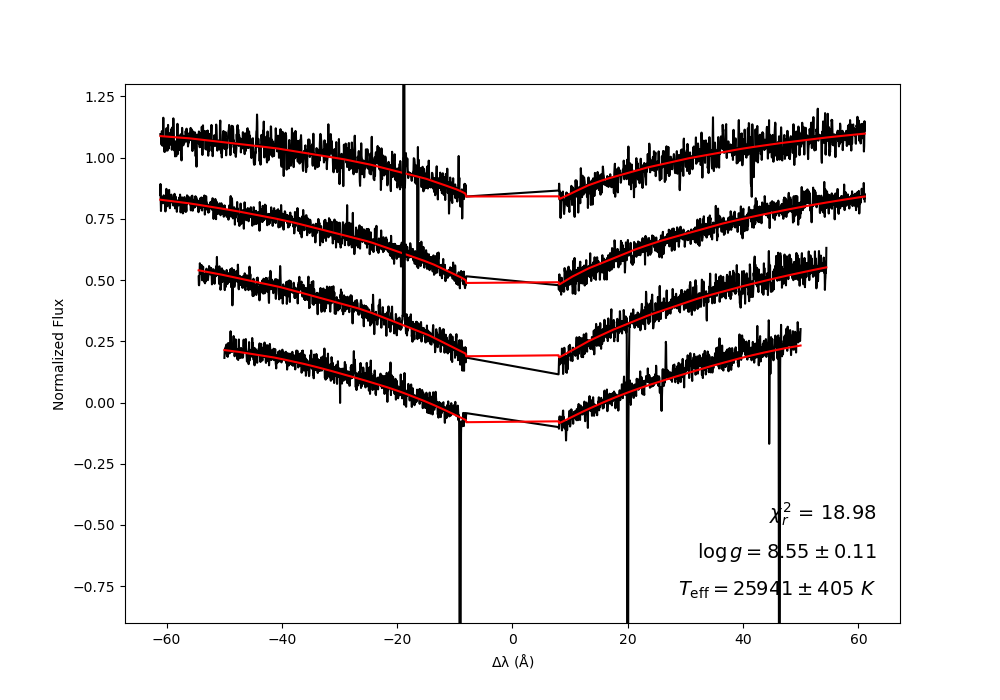 1.25
1.00
0.75
0.50
0.25
0.00
−0.25
−0.50
−0.75
Normalized Flux
χ²ᵣ = 18.98
log g = 8.55 ± 0.11
T_eff = 25941 ± 405 K
−60 −40 −20 0 20 40 60
Δλ (Å)